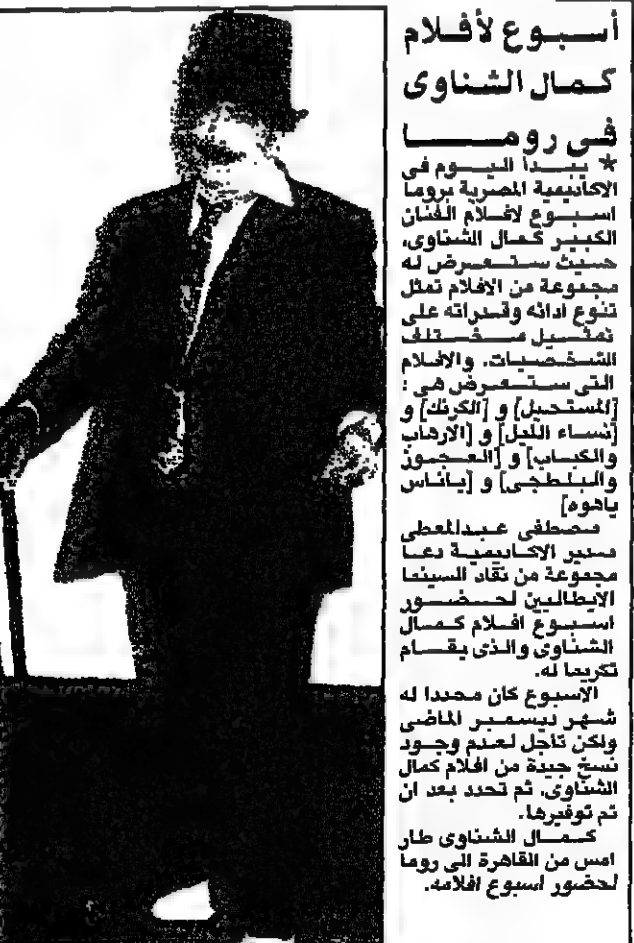 أسبوع لأفلام
كمال الشناوى
فى روما
* يبدا اليوم فى
الاكاديمية المصرية بروما
اسبوع لافلام الفنان
الكبير كمال الشناوى،
حيث ستعرض له
مجموعة من الافلام تمثل
تنوع ادائه وقدراته على
تمثيل مختلف
الشخصيات. والافلام
التى ستعرض هى :
[المستحيل] و [الكرنك] و
[نساء الليل] و [الارهاب
والكباب] و [العجوز
والبلطجى] و [ياناس
ياهوه]
مصطفى عبدالمعطى
مدير الاكاديمية دعا
مجموعة من نقاد السينما
الايطاليين لحضور
اسبوع افلام كمال
الشناوى والذى يقام
تكريما له.
الاسبوع كان محددا له
شهر ديسمبر الماضى
ولكن تاجل لعدم وجود
نسخ جيدة من افلام كمال
الشناوى، ثم تحدد بعد ان
تم توفيرها.
كمال الشناوى طار
امس من القاهرة الى روما
لحضور اسبوع افلامه.